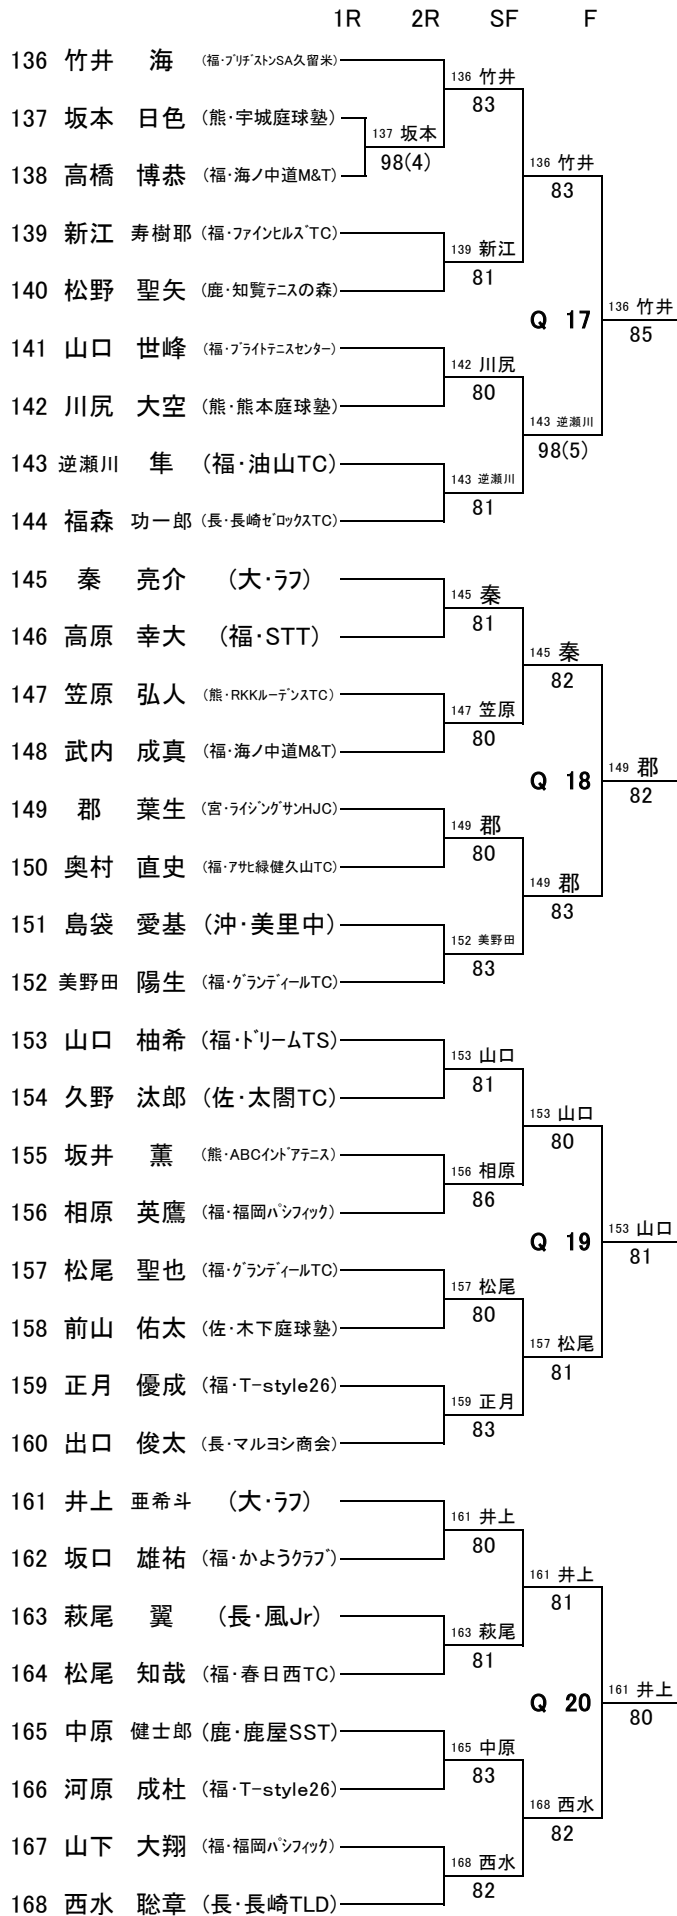 1R 2R SF F
136 竹井 海 (福・ブリヂストンSA久留米)
136 竹井
83
137 坂本 日色 (熊・宇城庭球塾)
137 坂本
98(4)
136 竹井
83
138 高橋 博恭 (福・海ノ中道M&T)
139 新江 寿樹耶 (福・ファインヒルズTC)
139 新江
81
140 松野 聖矢 (鹿・知覧テニスの森)
Q 17
136 竹井
85
141 山口 世峰 (福・ブライトテニスセンター)
142 川尻
80
142 川尻 大空 (熊・熊本庭球塾)
143 逆瀬川
98(5)
143 逆瀬川 隼 (福・油山TC)
143 逆瀬川
81
144 福森 功一郎 (長・長崎ゼロックスTC)
145 秦 亮介 (大・ラフ)
145 秦
81
146 高原 幸大 (福・STT)
145 秦
82
147 笠原 弘人 (熊・RKKルーデンスTC)
147 笠原
80
148 武内 成真 (福・海ノ中道M&T)
Q 18
149 郡
82
149 郡 葉生 (宮・ライジングサンHJC)
149 郡
80
150 奥村 直史 (福・アサヒ緑健久山TC)
149 郡
83
151 島袋 愛基 (沖・美里中)
152 美野田
83
152 美野田 陽生 (福・グランディールTC)
153 山口 柚希 (福・ドリームTS)
153 山口
81
154 久野 汰郎 (佐・太閤TC)
153 山口
80
155 坂井 薫 (熊・ABCインドアテニス)
156 相原
86
156 相原 英鷹 (福・福岡パシフィック)
Q 19
153 山口
81
157 松尾 聖也 (福・グランディールTC)
157 松尾
80
158 前山 佑太 (佐・木下庭球塾)
157 松尾
81
159 正月 優成 (福・T-style26)
159 正月
83
160 出口 俊太 (長・マルヨシ商会)
161 井上 亜希斗 (大・ラフ)
161 井上
80
162 坂口 雄祐 (福・かようクラブ)
161 井上
81
163 萩尾 翼 (長・風Jr)
163 萩尾
81
164 松尾 知哉 (福・春日西TC)
Q 20
161 井上
80
165 中原 健士郎 (鹿・鹿屋SST)
165 中原
83
166 河原 成杜 (福・T-style26)
168 西水
82
167 山下 大翔 (福・福岡パシフィック)
168 西水
82
168 西水 聡章 (長・長崎TLD)